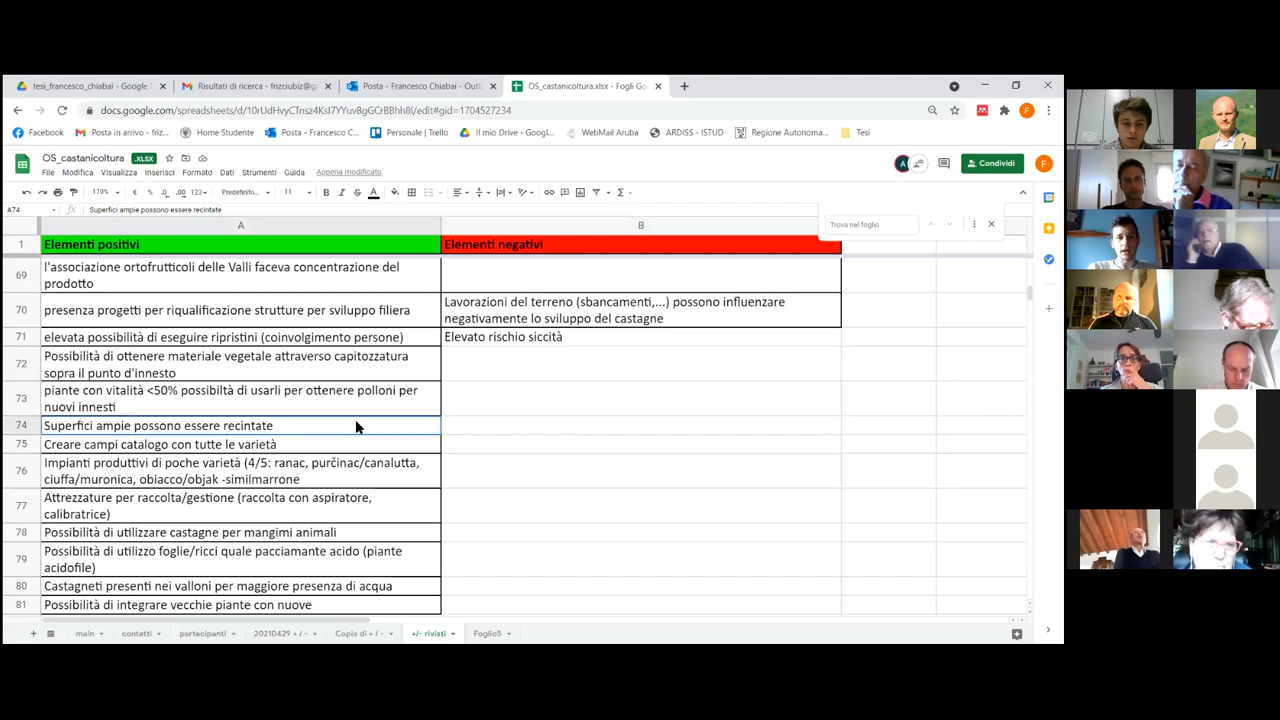 tesi_francesco_chiabai - Google
Risultati di ricerca - frizciubiz@g
Posta - Francesco Chiabai - Outl
OS_castanicoltura.xlsx - Fogli Go
Facebook
Posta in arrivo - friz...
Home Studente
Posta - Francesco C...
Personale | Trello
Il mio Drive - Googl...
WebMail Aruba
ARDISS - ISTUD
Regione Autonoma...
Tesi
OS_castanicoltura .XLSX
File Modifica Visualizza Inserisci Formato Dati Strumenti Guida Appena modificato
Condividi
170% € % .0 .00 123 Predefinito... 11
A74 fx Superfici ampie possono essere recintate
Trova nel foglio
A B
1 Elementi positivi Elementi negativi
69 l'associazione ortofrutticoli delle Valli faceva concentrazione del
prodotto
70 presenza progetti per riqualificazione strutture per sviluppo filiera
Lavorazioni del terreno (sbancamenti,...) possono influenzare
negativamente lo sviluppo del castagne
71 elevata possibilità di eseguire ripristini (coinvolgimento persone) Elevato rischio siccità
72 Possibilità di ottenere materiale vegetale attraverso capitozzatura
sopra il punto d'innesto
73 piante con vitalità <50% possibiltà di usarli per ottenere polloni per
nuovi innesti
74 Superfici ampie possono essere recintate
75 Creare campi catalogo con tutte le varietà
76 Impianti produttivi di poche varietà (4/5: ranac, purčinac/canalutta,
ciuffa/muronica, obiacco/objak -similmarrone
77 Attrezzature per raccolta/gestione (raccolta con aspiratore,
calibratrice)
78 Possibilità di utilizzare castagne per mangimi animali
79 Possibilità di utilizzo foglie/ricci quale pacciamante acido (piante
acidofile)
80 Castagneti presenti nei valloni per maggiore presenza di acqua
81 Possibilità di integrare vecchie piante con nuove
main contatti partecipanti 20210429 + / - Copia di + / - +/- rivisti Foglio5